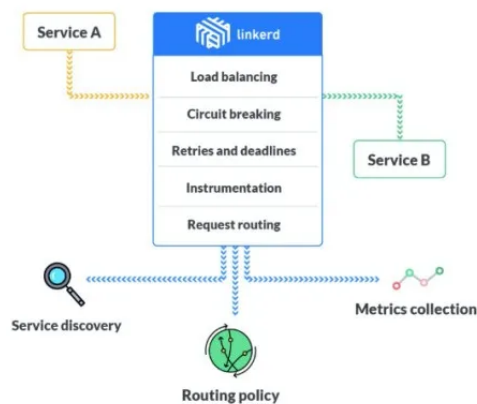 Service A
linkerd
Load balancing
Circuit breaking
Retries and deadlines
Service B
Instrumentation
Request routing
Service discovery
Metrics collection
Routing policy